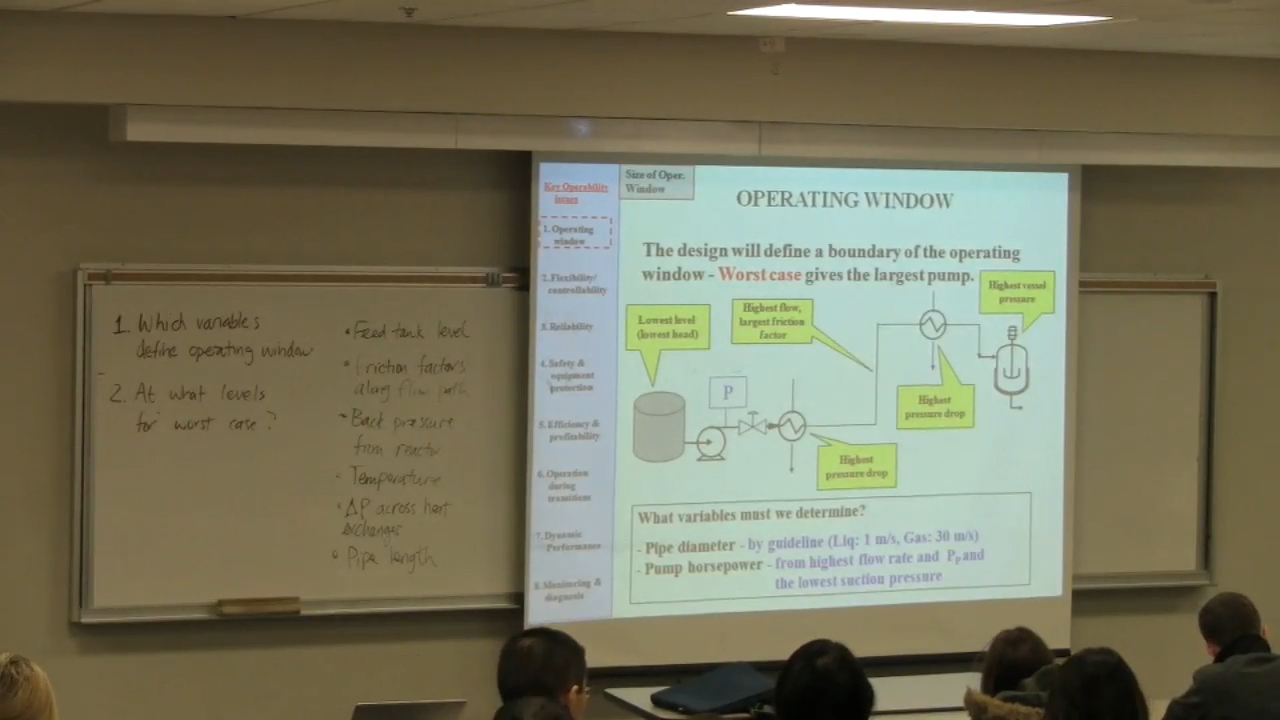 1. Which variables
define operating window
2. At what levels
for worst case?
• Feed tank level
• Friction factors
along flow path
• Back pressure
from reactor
• Temperature
• ΔP across heat
exchanges
• Pipe length
Key Operability
Issues
1. Operating
window
2. Flexibility/
controllability
3. Reliability
4. Safety &
equipment
protection
5. Efficiency &
profitability
6. Operation
during
transitions
7. Dynamic
Performance
8. Monitoring &
diagnosis
Size of Oper.
Window
OPERATING WINDOW
The design will define a boundary of the operating
window - Worst case gives the largest pump.
Lowest level
(lowest head)
Highest flow,
largest friction
factor
Highest vessel
pressure
P
Highest
pressure drop
Highest
pressure drop
What variables must we determine?
- Pipe diameter - by guideline (Liq: 1 m/s, Gas: 30 m/s)
- Pump horsepower - from highest flow rate and PP and
the lowest suction pressure